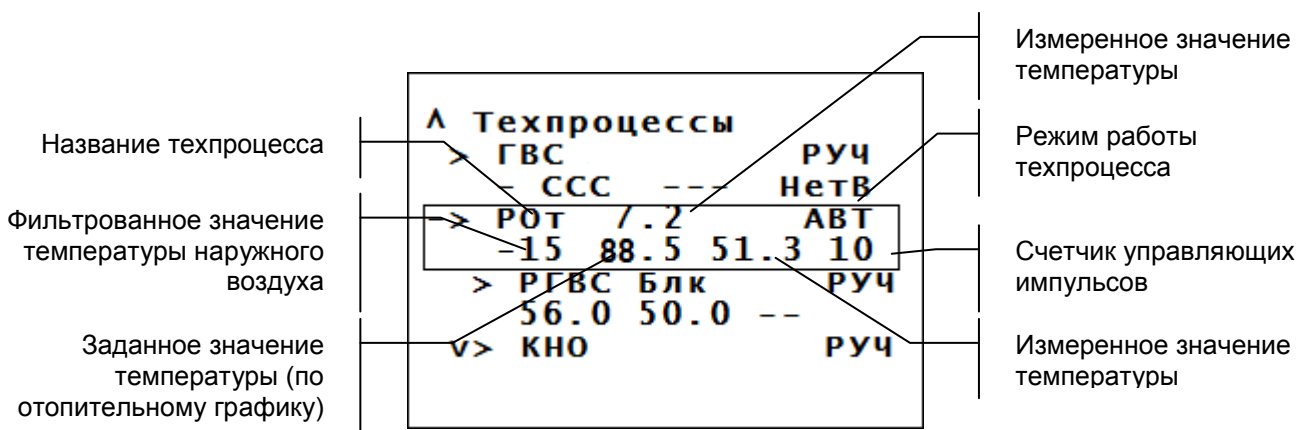 Название техпроцесса
Фильтрованное значение
температуры наружного
воздуха
Заданное значение
температуры (по
отопительному графику)
^ Техпроцессы
> ГВС РУЧ
- ССС --- НетВ
-> РОт 7.2 АВТ
-15 88.5 51.3 10
> РГВС Блк РУЧ
56.0 50.0 --
v> КНО РУЧ
Измеренное значение
температуры
Режим работы
техпроцесса
Счетчик управляющих
импульсов
Измеренное значение
температуры